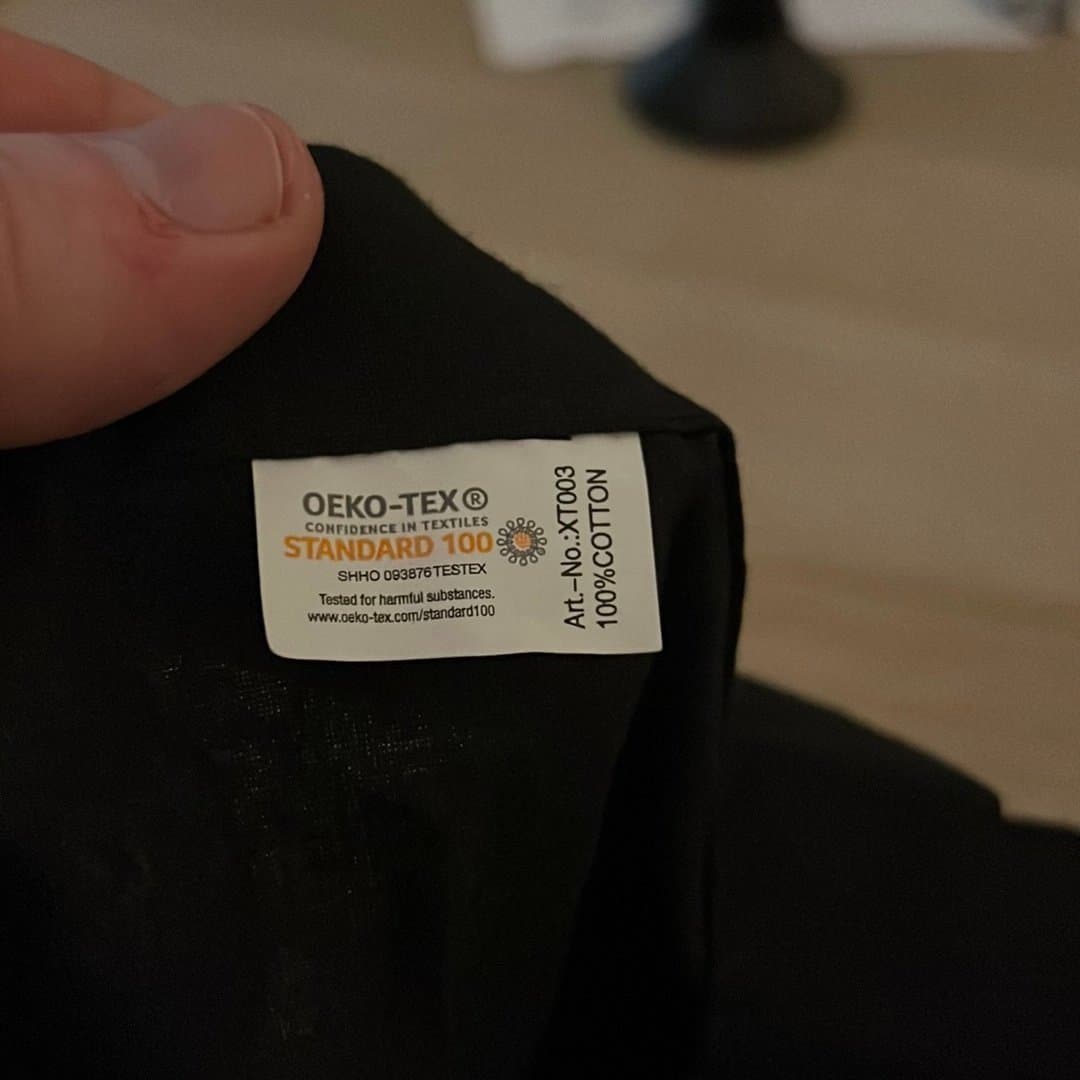 OEKO-TEX®
CONFIDENCE IN TEXTILES
STANDARD 100
SHHO 093876 TESTEX
Tested for harmful substances.
www.oeko-tex.com/standard100
Art.-No.:XT003
100%COTTON